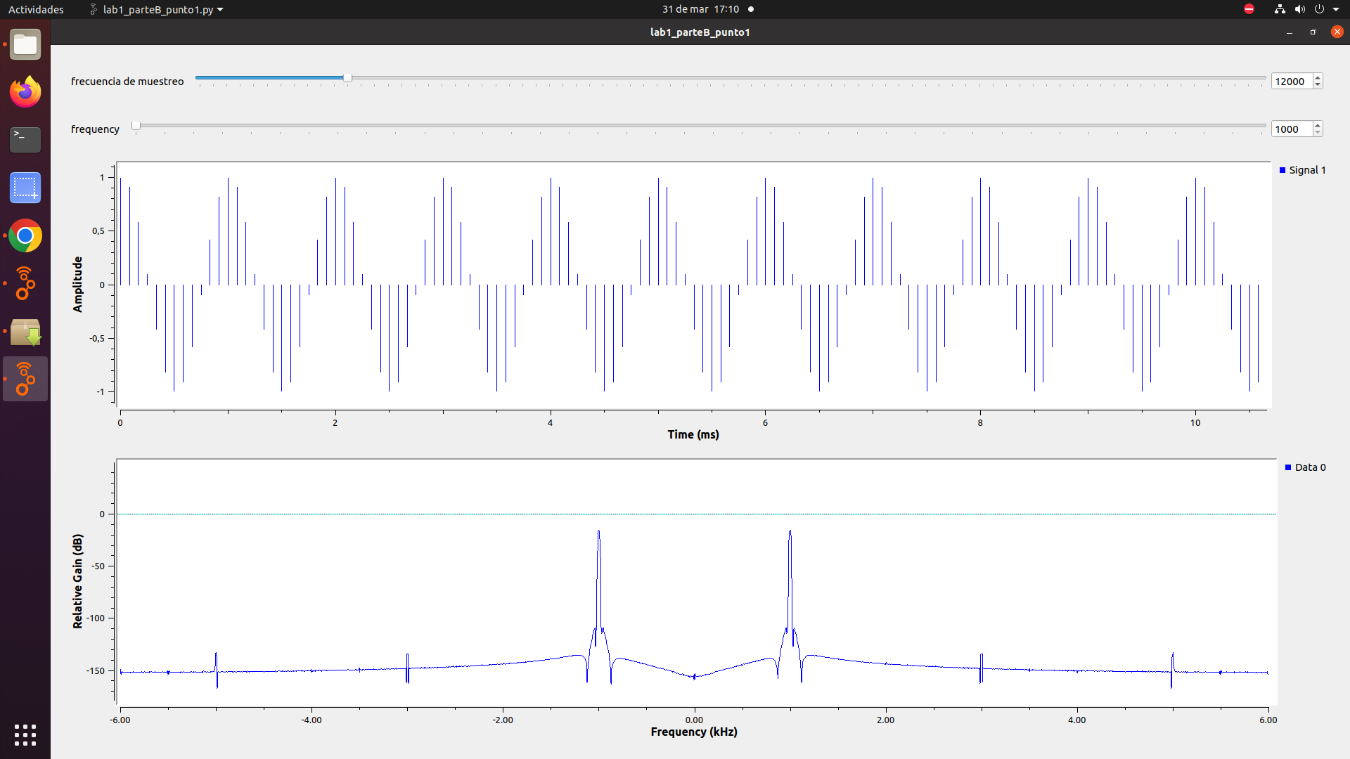 Actividades lab1_parteB_punto1.py 31 de mar 17:10
lab1_parteB_punto1
frecuencia de muestreo 12000
frequency 1000
Signal 1
1
0,5
0
-0,5
-1
Amplitude
0 2 4 6 8 10
Time (ms)
Data 0
0
-50
-100
-150
Relative Gain (dB)
-6.00 -4.00 -2.00 0.00 2.00 4.00 6.00
Frequency (kHz)